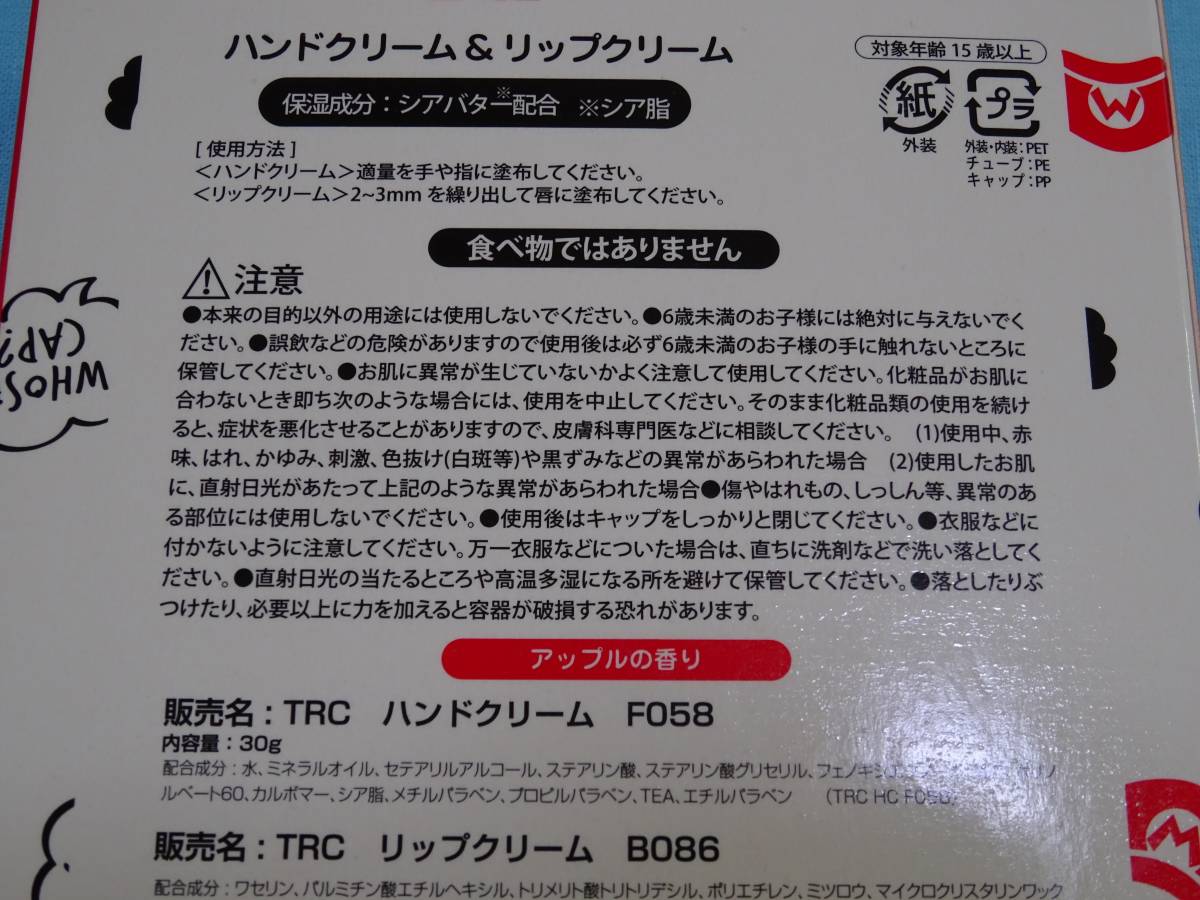 ハンドクリーム&リップクリーム
対象年齢15歳以上
保湿成分：シアバター※配合 ※シア脂
紙
外装
プラ
外装・内装：PET
チューブ：PE
キャップ：PP
W
[使用方法]
＜ハンドクリーム＞適量を手や指に塗布してください。
＜リップクリーム＞2~3mmを繰り出して唇に塗布してください。
食べ物ではありません
注意
●本来の目的以外の用途には使用しないでください。●6歳未満のお子様には絶対に与えないでく
ださい。●誤飲などの危険がありますので使用後は必ず6歳未満のお子様の手に触れないところに
保管してください。●お肌に異常が生じていないかよく注意して使用してください。化粧品がお肌に
合わないとき即ち次のような場合には、使用を中止してください。そのまま化粧品類の使用を続け
ると、症状を悪化させることがありますので、皮膚科専門医などに相談してください。 (1)使用中、赤
味、はれ、かゆみ、刺激、色抜け(白斑等)や黒ずみなどの異常があらわれた場合 (2)使用したお肌
に、直射日光があたって上記のような異常があらわれた場合●傷やはれもの、しっしん等、異常のあ
る部位には使用しないでください。●使用後はキャップをしっかりと閉じてください。●衣服などに
付かないように注意してください。万一衣服などについた場合は、直ちに洗剤などで洗い落としてく
ださい。●直射日光の当たるところや高温多湿になる所を避けて保管してください。●落としたりぶ
つけたり、必要以上に力を加えると容器が破損する恐れがあります。
WHOSE
CAP?
アップルの香り
販売名：TRC ハンドクリーム F058
内容量：30g
配合成分：水、ミネラルオイル、セテアリルアルコール、ステアリン酸、ステアリン酸グリセリル、
ルベート60、カルボマー、シア脂、メチルパラベン、プロピルパラベン、TEA、エチルパラベン (TRC HC F058)
販売名：TRC リップクリーム B086
配合成分：ワセリン、パルミチン酸エチルヘキシル、トリメリト酸トリトリデシル、ポリエチレン、ミツロウ、マイクロクリスタリンワック